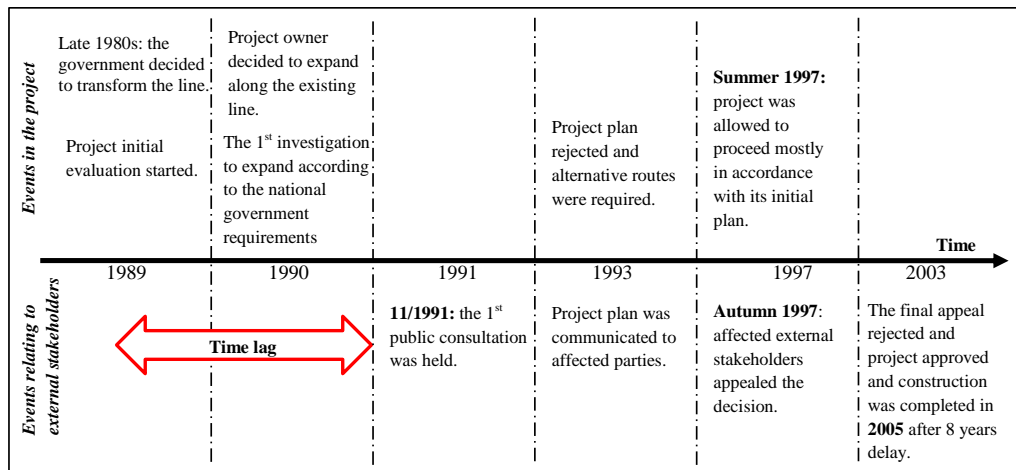 Events in the project
Late 1980s: the
government decided
to transform the line.
Project initial
evaluation started.
Project owner
decided to expand
along the existing
line.
The 1st investigation
to expand according
to the national
government
requirements
Project plan
rejected and
alternative routes
were required.
Summer 1997:
project was
allowed to
proceed mostly
in accordance
with its initial
plan.
Time
1989
1990
1991
1993
1997
2003
Events relating to
external stakeholders
Time lag
11/1991: the 1st
public consultation
was held.
Project plan was
communicated to
affected parties.
Autumn 1997:
affected external
stakeholders
appealed the
decision.
The final appeal
rejected and
project approved
and construction
was completed in
2005 after 8 years
delay.